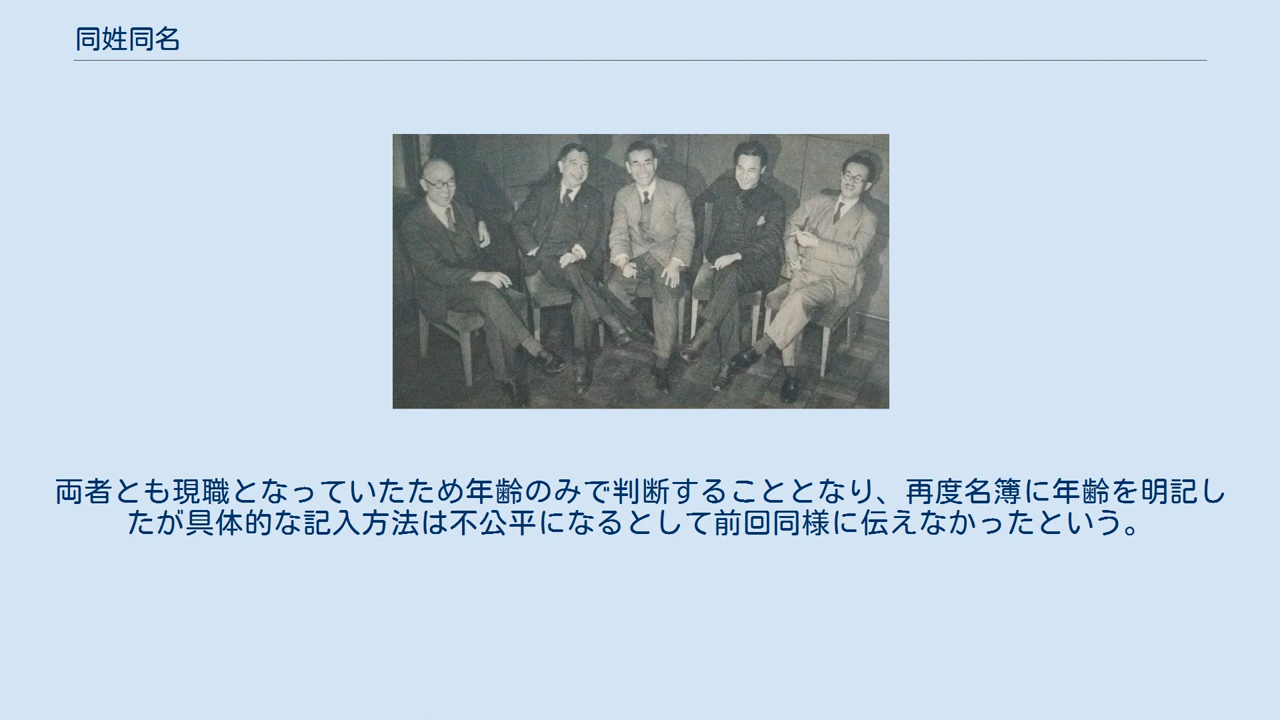 同姓同名
両者とも現職となっていたため年齢のみで判断することとなり、再度名簿に年齢を明記し
たが具体的な記入方法は不公平になるとして前回同様に伝えなかったという。